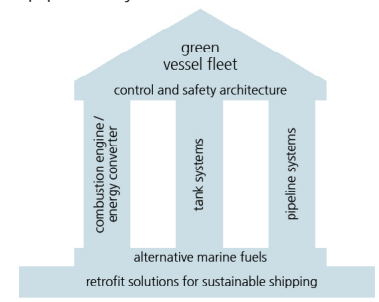 green
vessel fleet
control and safety architecture
combustion engine/
energy converter
tank systems
pipeline systems
alternative marine fuels
retrofit solutions for sustainable shipping